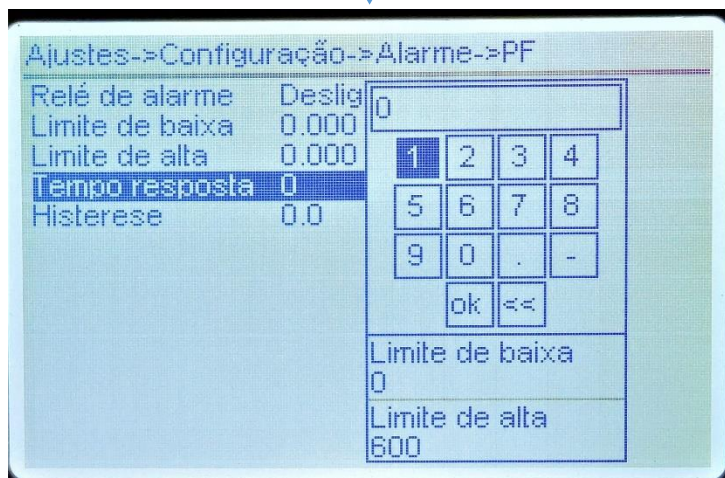 Ajustes->Configuração->Alarme->PF
Relé de alarme Deslig
Limite de baixa 0.000
Limite de alta 0.000
Tempo resposta 0
Histerese 0.0
0
1 2 3 4
5 6 7 8
9 0 . -
ok <<
Limite de baixa
0
Limite de alta
600